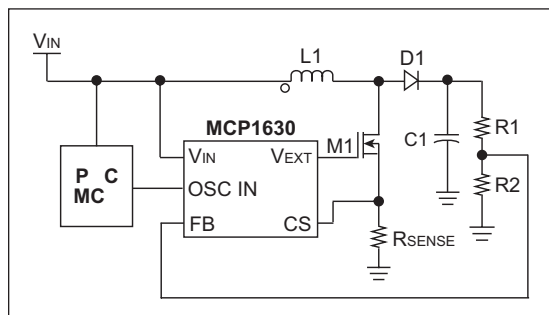 VIN
L1
D1
MCP1630
M1
C1
R1
VIN
VEXT
P C
MC
OSC IN
R2
FB
CS
RSENSE